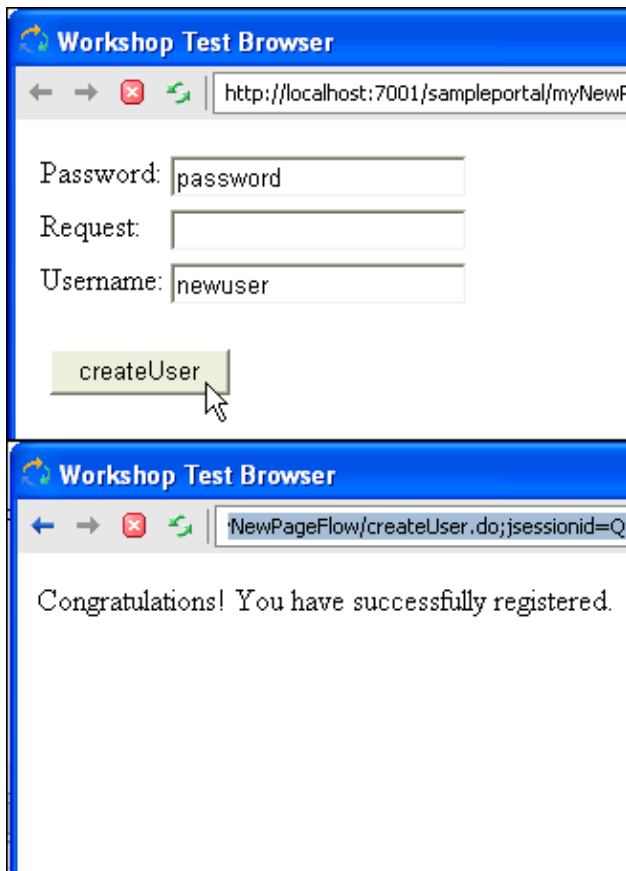 Workshop Test Browser
http://localhost:7001/sampleportal/myNewP
Password: password
Request:
Username: newuser
createUser
Workshop Test Browser
NewPageFlow/createUser.do;jsessionid=Q
Congratulations! You have successfully registered.